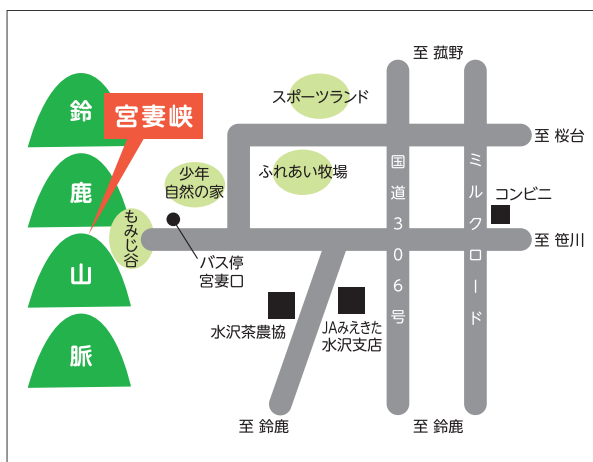 至 菰野
スポーツランド
鈴
宮妻峡
至 桜台
少年
自然の家
ふれあい牧場
国道306号
ミルクロード
コンビニ
鹿
もみじ谷
至 笹川
バス停
宮妻口
山
水沢茶農協
JAみえきた
水沢支店
脈
至 鈴鹿
至 鈴鹿